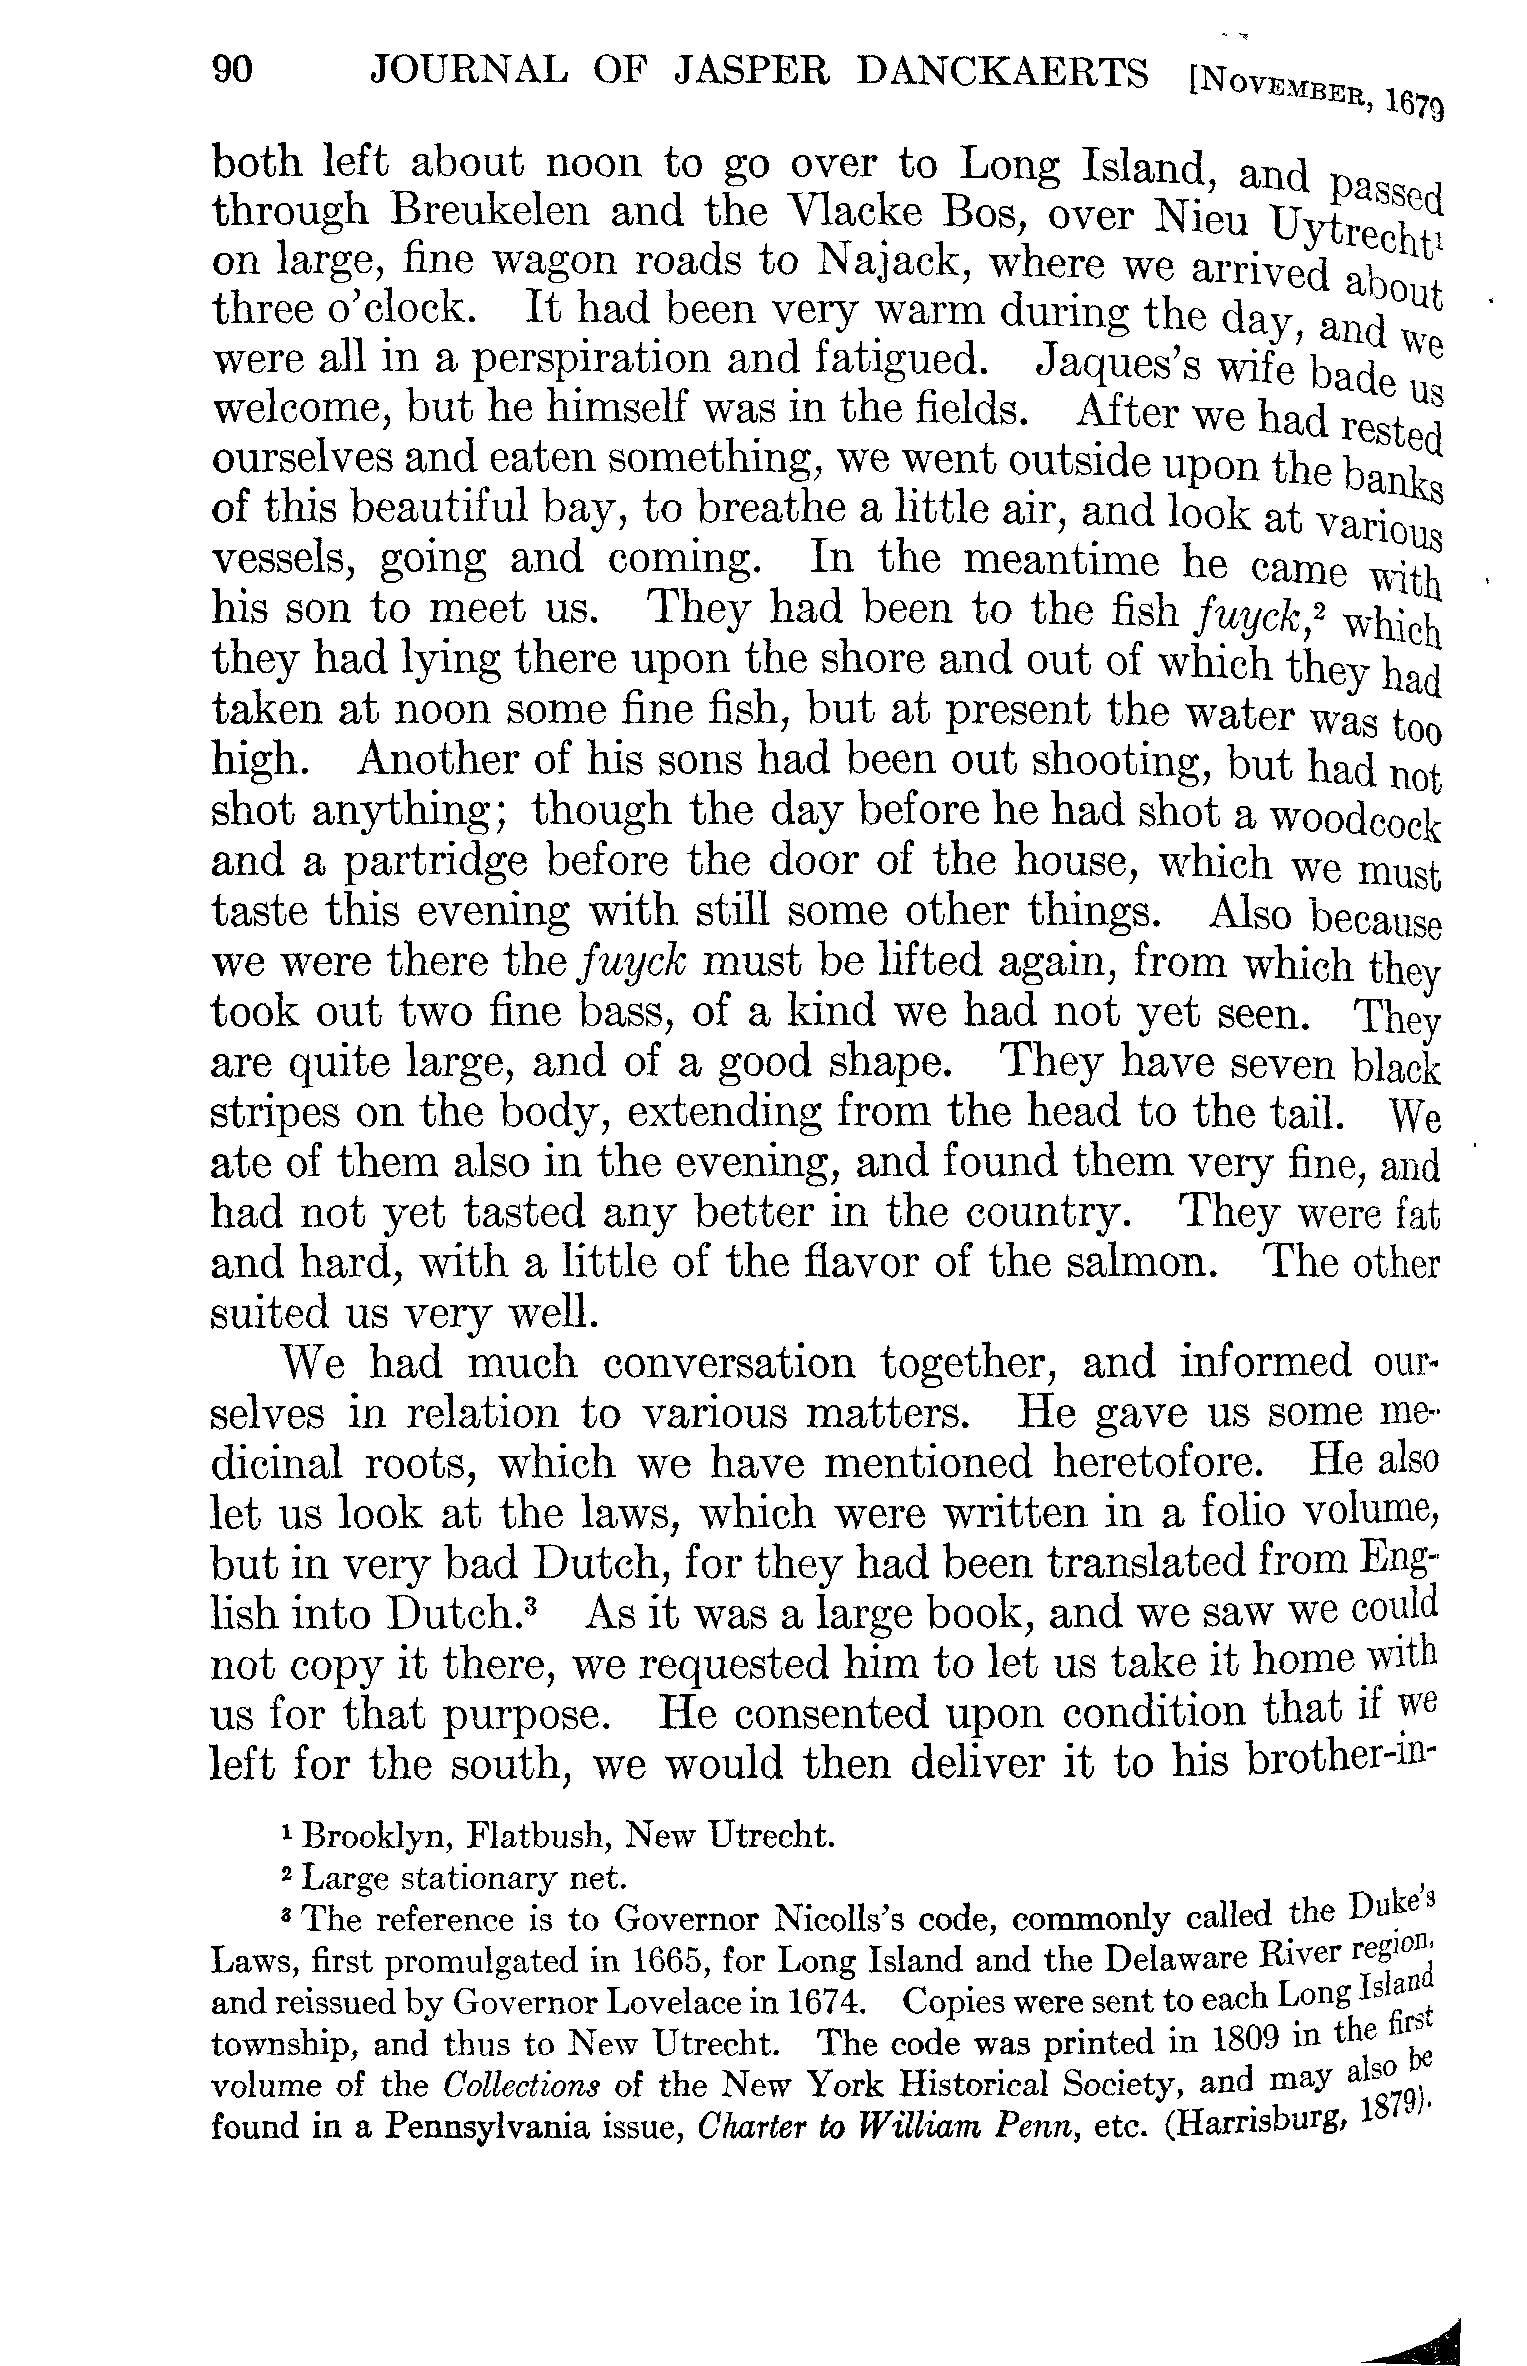 90 JOURNAL OF JASPER DANCKAERTS [NOVEMBER, 1679
both left about noon to go over to Long Island, and passed
through Breukelen and the Vlacke Bos, over Nieu Uytrecht¹
on large, fine wagon roads to Najack, where we arrived about
three o'clock. It had been very warm during the day, and we
were all in a perspiration and fatigued. Jaques's wife bade us
welcome, but he himself was in the fields. After we had rested
ourselves and eaten something, we went outside upon the banks
of this beautiful bay, to breathe a little air, and look at various
vessels, going and coming. In the meantime he came with
his son to meet us. They had been to the fish fuyck,² which
they had lying there upon the shore and out of which they had
taken at noon some fine fish, but at present the water was too
high. Another of his sons had been out shooting, but had not
shot anything; though the day before he had shot a woodcock
and a partridge before the door of the house, which we must
taste this evening with still some other things. Also because
we were there the fuyck must be lifted again, from which they
took out two fine bass, of a kind we had not yet seen. They
are quite large, and of a good shape. They have seven black
stripes on the body, extending from the head to the tail. We
ate of them also in the evening, and found them very fine, and
had not yet tasted any better in the country. They were fat
and hard, with a little of the flavor of the salmon. The other
suited us very well.
We had much conversation together, and informed our-
selves in relation to various matters. He gave us some me-
dicinal roots, which we have mentioned heretofore. He also
let us look at the laws, which were written in a folio volume,
but in very bad Dutch, for they had been translated from Eng-
lish into Dutch.³ As it was a large book, and we saw we could
not copy it there, we requested him to let us take it home with
us for that purpose. He consented upon condition that if we
left for the south, we would then deliver it to his brother-in-
¹ Brooklyn, Flatbush, New Utrecht.
² Large stationary net.
³ The reference is to Governor Nicolls's code, commonly called the Duke's
Laws, first promulgated in 1665, for Long Island and the Delaware River region,
and reissued by Governor Lovelace in 1674. Copies were sent to each Long Island
township, and thus to New Utrecht. The code was printed in 1809 in the first
volume of the Collections of the New York Historical Society, and may also be
found in a Pennsylvania issue, Charter to William Penn, etc. (Harrisburg, 1879).